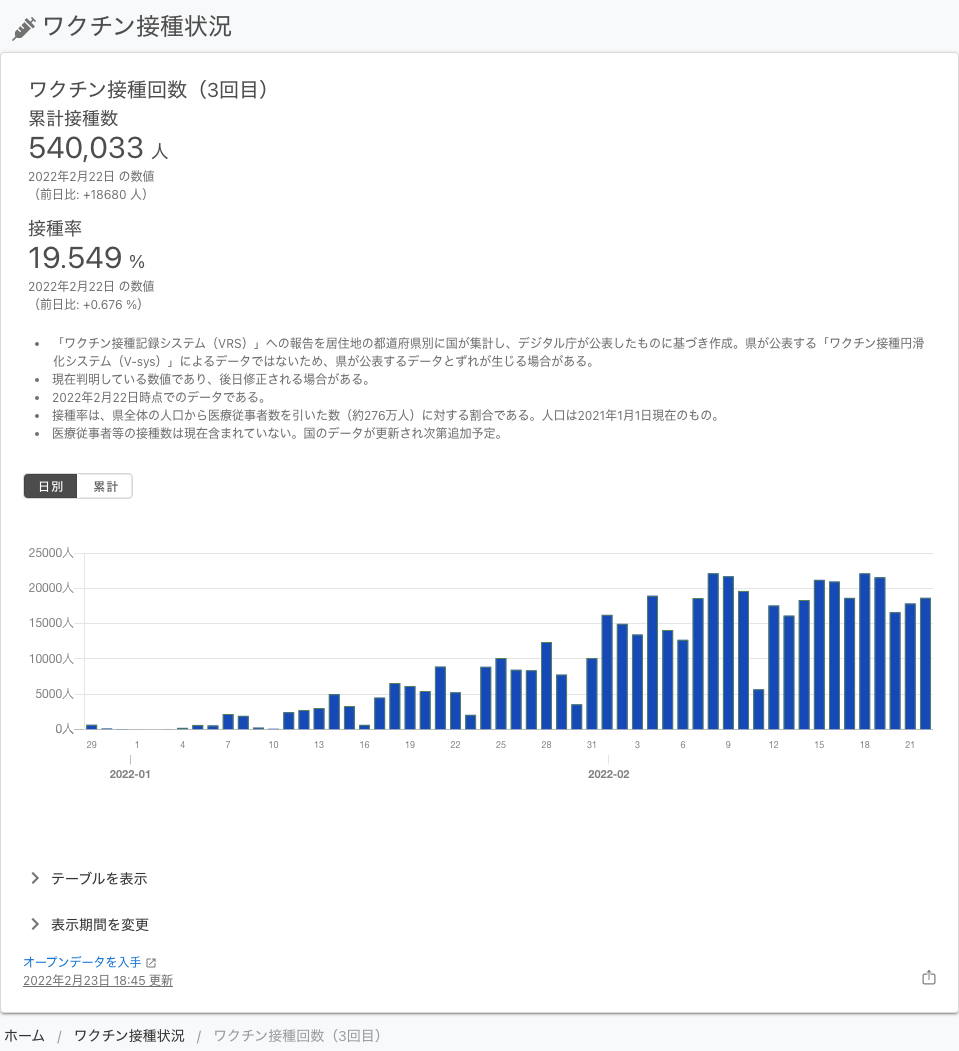 ワクチン接種状況
ワクチン接種回数（3回目）
累計接種数
540,033 人
2022年2月22日 の数値
（前日比: +18680 人）
接種率
19.549 %
2022年2月22日 の数値
（前日比: +0.676 %）
• 「ワクチン接種記録システム（VRS）」への報告を居住地の都道府県別に国が集計し、デジタル庁が公表したものに基づき作成。県が公表する「ワクチン接種円滑
化システム（V-sys）」によるデータではないため、県が公表するデータとずれが生じる場合がある。
• 現在判明している数値であり、後日修正される場合がある。
• 2022年2月22日時点でのデータである。
• 接種率は、県全体の人口から医療従事者数を引いた数（約276万人）に対する割合である。人口は2021年1月1日現在のもの。
• 医療従事者等の接種数は現在含まれていない。国のデータが更新され次第追加予定。
日別 累計
25000人
20000人
15000人
10000人
5000人
0人
29 1 4 7 10 13 16 19 22 25 28 31 3 6 9 12 15 18 21
2022-01 2022-02
テーブルを表示
表示期間を変更
オープンデータを入手
2022年2月23日 18:45 更新
ホーム / ワクチン接種状況 / ワクチン接種回数（3回目）